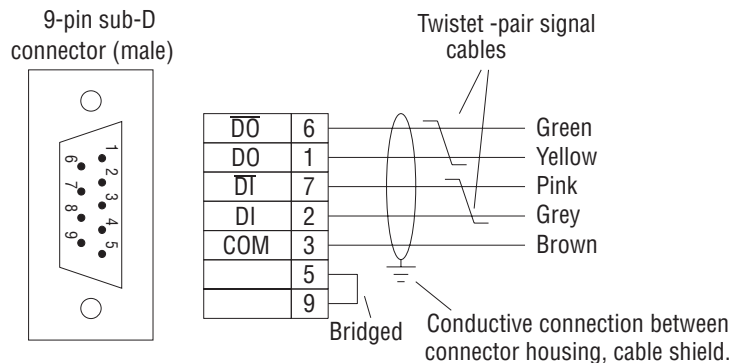 9-pin sub-D
connector (male)
1
2
3
4
5
6
7
8
9
Twistet -pair signal
cables
D̅O̅ 6 Green
DO 1 Yellow
D̅I̅ 7 Pink
DI 2 Grey
COM 3 Brown
5
9
Bridged
Conductive connection between
connector housing, cable shield.